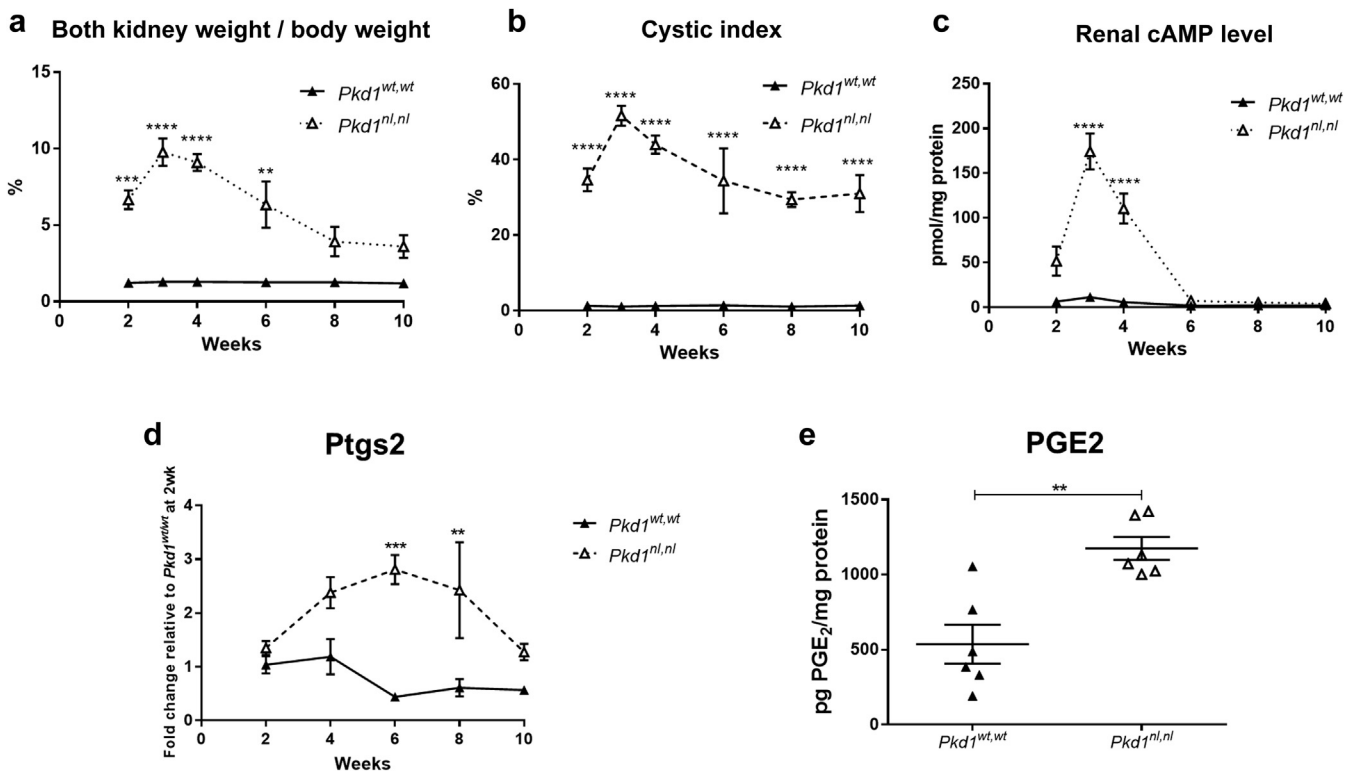 a
Both kidney weight / body weight
15
10
5
0
%
Pkd1wt,wt
Pkd1nl,nl
***
****
****
**
0 2 4 6 8 10
Weeks
b
Cystic index
60
40
20
0
%
Pkd1wt,wt
Pkd1nl,nl
****
****
****
****
****
****
0 2 4 6 8 10
Weeks
c
Renal cAMP level
250
200
150
100
50
0
pmol/mg protein
Pkd1wt,wt
Pkd1nl,nl
****
****
0 2 4 6 8 10
Weeks
d
Ptgs2
Fold change relative to Pkd1wt/wt at 2wk
4
3
2
1
0
***
**
Pkd1wt,wt
Pkd1nl,nl
0 2 4 6 8 10
Weeks
e
PGE2
pg PGE2/mg protein
1500
1000
500
0
**
Pkd1wt,wt Pkd1nl,nl